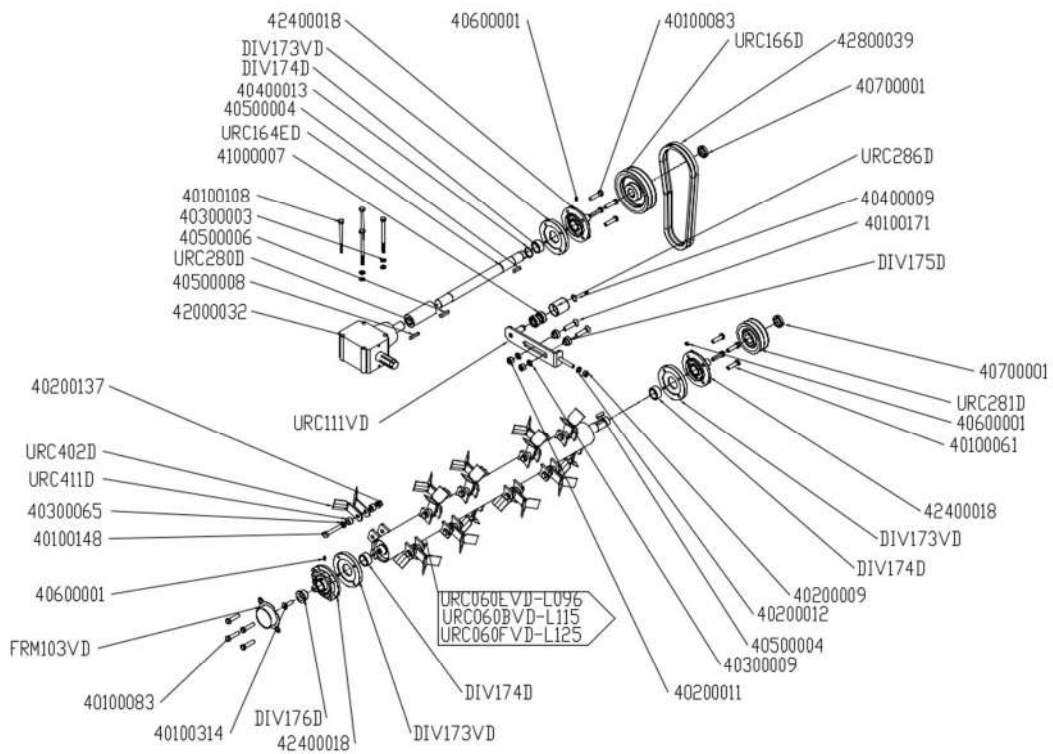 42400018
40600001
40100083
URC166D
42800039
DIV173VD
DIV174D
40400013
40500004
URC164ED
41000007
40700001
URC286D
40400009
40100171
DIV175D
40100108
40300003
40500006
URC280D
40500008
42000032
40700001
URC281D
40600001
40100061
URC111VD
40200137
URC402D
URC411D
40300065
40100148
42400018
DIV173VD
DIV174D
40600001
FRM103VD
URC060EVD-L096
URC060BVD-L115
URC060FVD-L125
40200009
40200012
40500004
40300009
40200011
40100083
40100314
DIV176D
42400018
DIV174D
DIV173VD